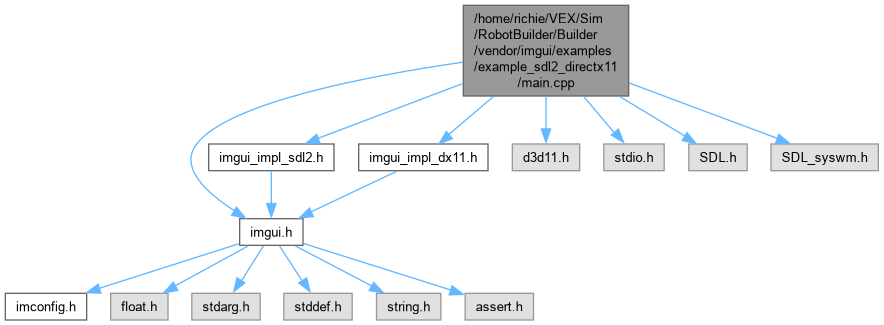 /home/richie/VEX/Sim
/RobotBuilder/Builder
/vendor/imgui/examples
/example_sdl2_directx11
/main.cpp
imgui_impl_sdl2.h
imgui_impl_dx11.h
d3d11.h
stdio.h
SDL.h
SDL_syswm.h
imgui.h
imconfig.h
float.h
stdarg.h
stddef.h
string.h
assert.h